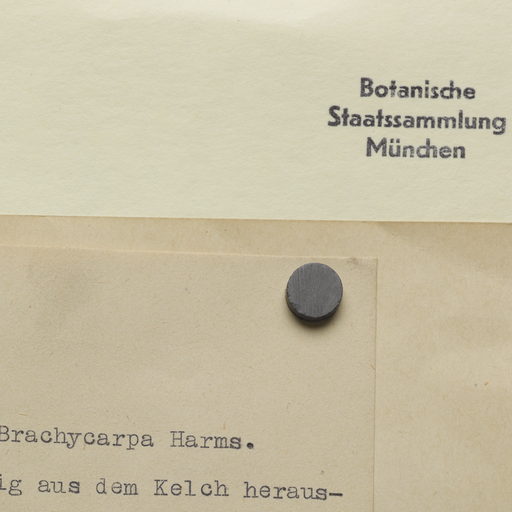 Botanische
Staatssammlung
München
Brachycarpa Harms.
ig aus dem Kelch heraus-